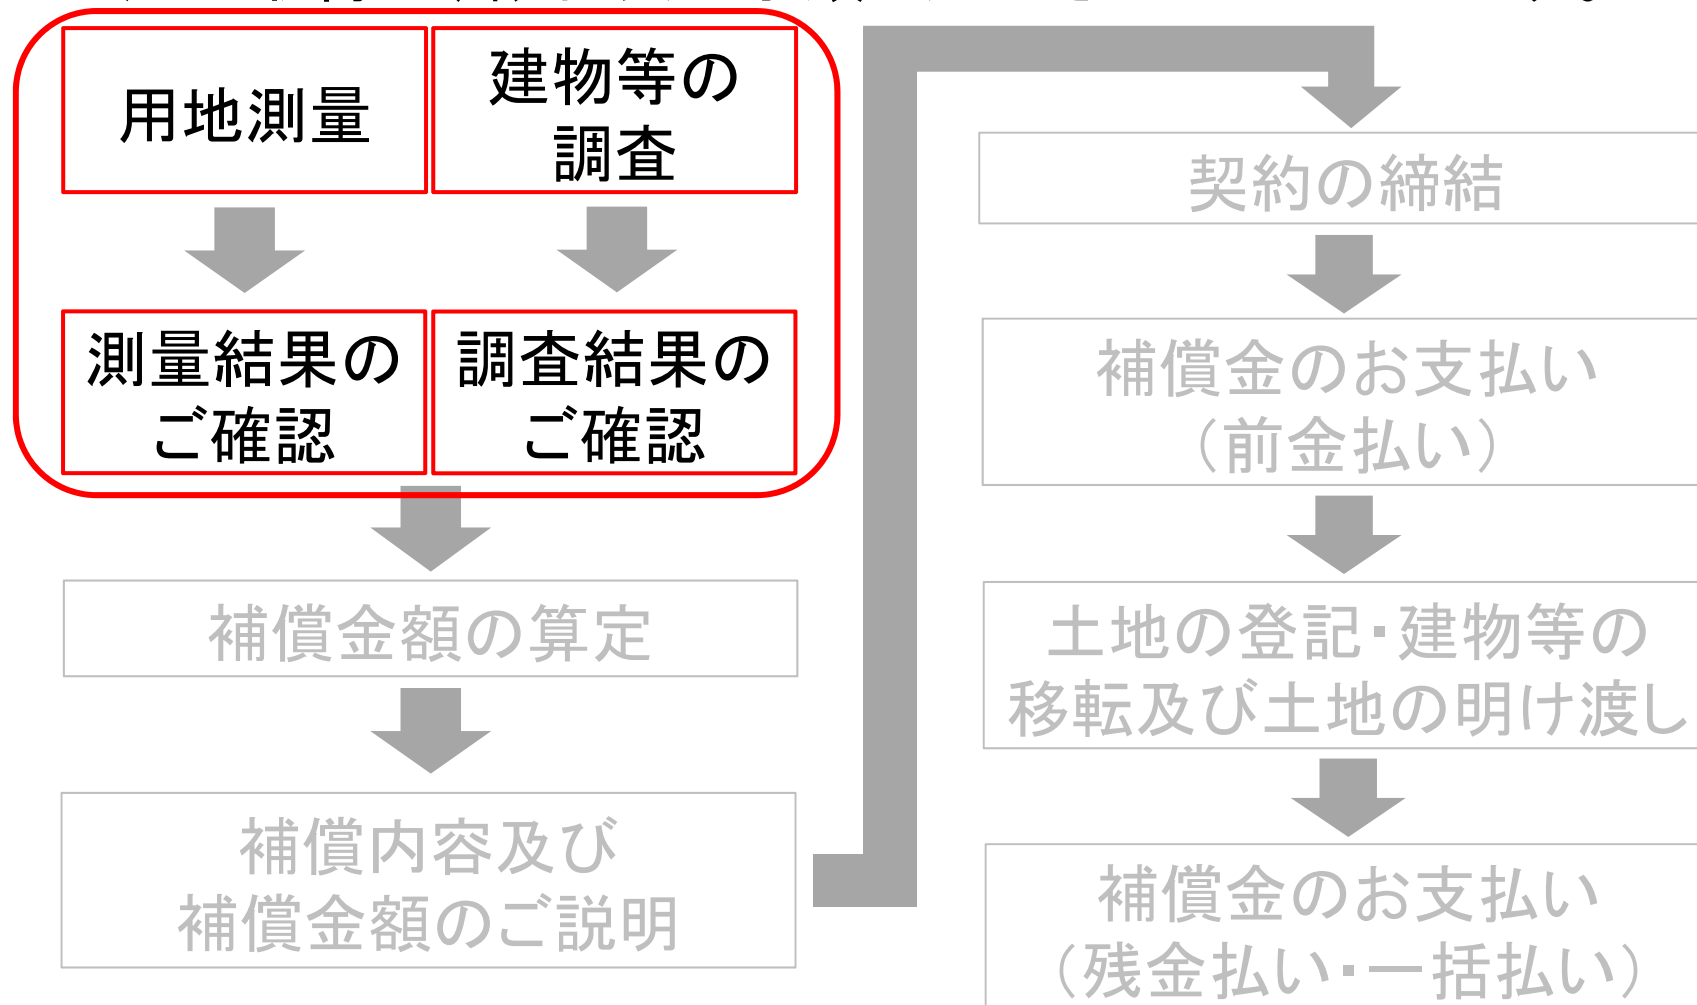 用地測量
建物等の
調査
測量結果の
ご確認
調査結果の
ご確認
補償金額の算定
補償内容及び
補償金額のご説明
契約の締結
補償金のお支払い
（前金払い）
土地の登記・建物等の
移転及び土地の明け渡し
補償金のお支払い
（残金払い・一括払い）